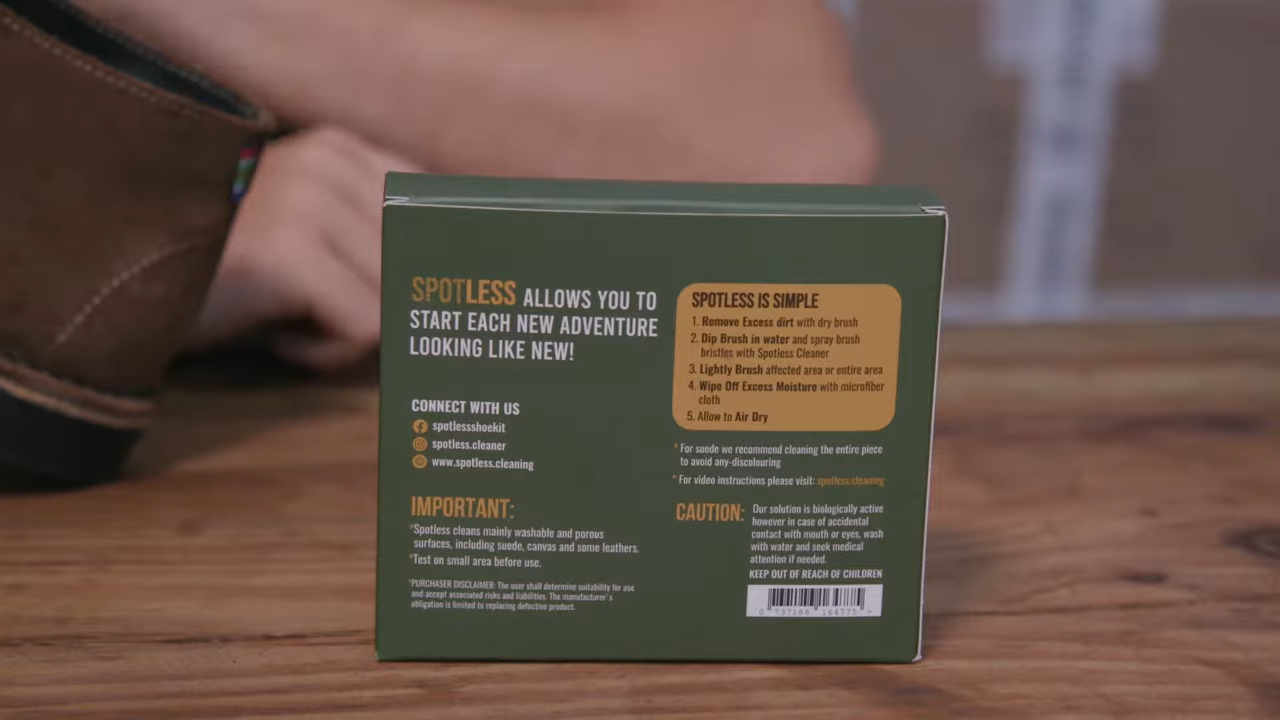 SPOTLESS ALLOWS YOU TO
START EACH NEW ADVENTURE
LOOKING LIKE NEW!
CONNECT WITH US
spotlessshoekit
spotless.cleaner
www.spotless.cleaning
IMPORTANT:
*Spotless cleans mainly washable and porous
surfaces, including suede, canvas and some leathers.
*Test on small area before use.
*PURCHASER DISCLAIMER: The user shall determine suitability for use
and accept associated risks and liabilities. The manufacturer's
obligation is limited to replacing defective product.
SPOTLESS IS SIMPLE
1. Remove Excess dirt with dry brush
2. Dip Brush in water and spray brush
bristles with Spotless Cleaner
3. Lightly Brush affected area or entire area
4. Wipe Off Excess Moisture with microfiber
cloth
5. Allow to Air Dry
* For suede we recommend cleaning the entire piece
to avoid any-discolouring
* For video instructions please visit: spotless.cleaning
CAUTION:
Our solution is biologically active
however in case of accidental
contact with mouth or eyes, wash
with water and seek medical
attention if needed.
KEEP OUT OF REACH OF CHILDREN
0 737186 164775 >